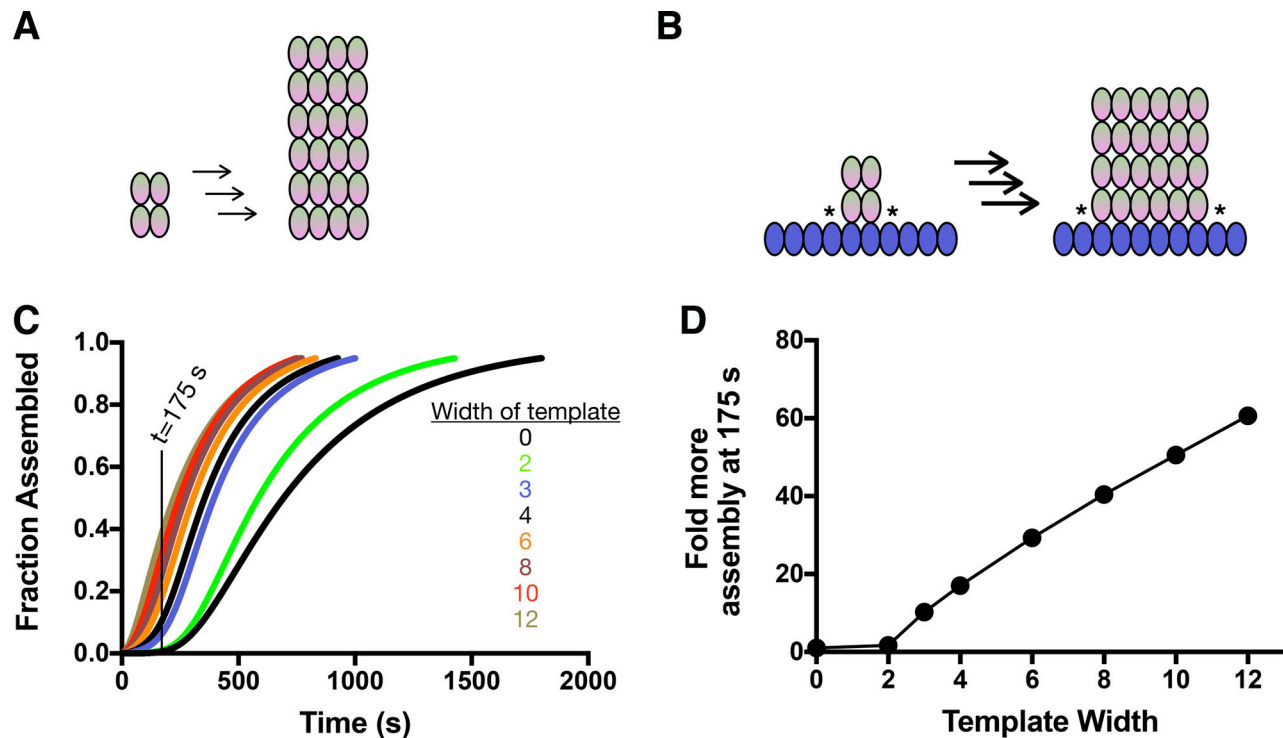 A
B
* *
* *
C
Fraction Assembled
1.0
0.8
0.6
0.4
0.2
0.0
t=175 s
Width of template
0
2
3
4
6
8
10
12
0 500 1000 1500 2000
Time (s)
D
Fold more
assembly at 175 s
80
60
40
20
0
0 2 4 6 8 10 12
Template Width